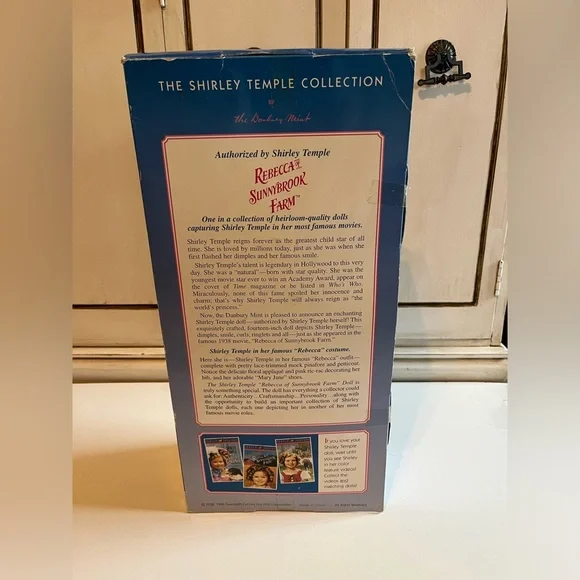 THE SHIRLEY TEMPLE COLLECTION
BY
the Danbury Mint
Authorized by Shirley Temple
REBECCA OF
SUNNYBROOK
FARM™
One in a collection of heirloom-quality dolls
capturing Shirley Temple in her most famous movies.
Shirley Temple reigns forever as the greatest child star of all
time. She is loved by millions today, just as she was when she
first flashed her dimples and her famous smile.
Shirley Temple's talent is legendary in Hollywood to this very
day. She was a "natural"—born with star quality. She was the
youngest movie star ever to win an Academy Award, appear
on the cover of Time magazine or be listed in Who's Who.
Miraculously, none of this fame spoiled her innocence and
charm; that's why Shirley Temple will always reign as "the
world's princess."
Now, the Danbury Mint is pleased to announce an enchanting
Shirley Temple doll—authorized by Shirley Temple herself! This
exquisitely crafted, fourteen-inch doll depicts Shirley Temple—
dimples, smile, curls, ringlets and all—just as she appeared in the
famous 1938 movie, "Rebecca of Sunnybrook Farm."
Shirley Temple in her famous "Rebecca" costume.
Here she is—Shirley Temple in her famous "Rebecca" outfit—
complete with pretty lace-trimmed mock pinafore and petticoat.
Notice the delicate floral appliqué and pink ric-rac decorating her
bib, and her adorable "Mary Jane" shoes.
The Shirley Temple "Rebecca of Sunnybrook Farm" Doll is
truly something special. The doll has everything a collector could
ask for: Authenticity...Craftsmanship...Personality...along with
the opportunity to build an important collection of Shirley
Temple dolls, each one depicting her in another of her most
famous movie roles.
If you love your
Shirley Temple
doll, wait until
you see Shirley
in her color
feature videos!
Collect the
videos and
matching dolls!